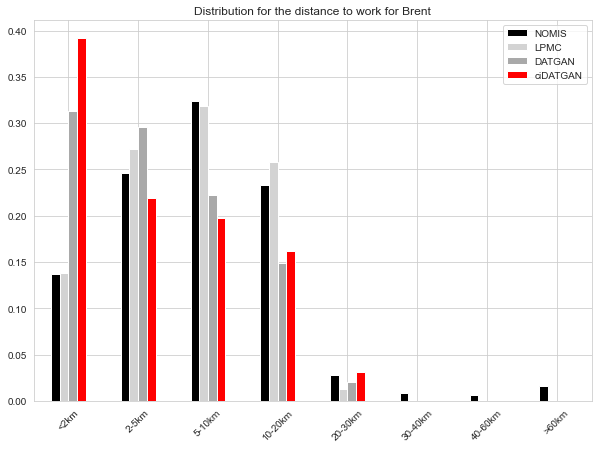 Distribution for the distance to work for Brent
NOMIS
LPMC
DATGAN
ciDATGAN
0.40
0.35
0.30
0.25
0.20
0.15
0.10
0.05
0.00
<2km
2-5km
5-10km
10-20km
20-30km
30-40km
40-60km
>60km